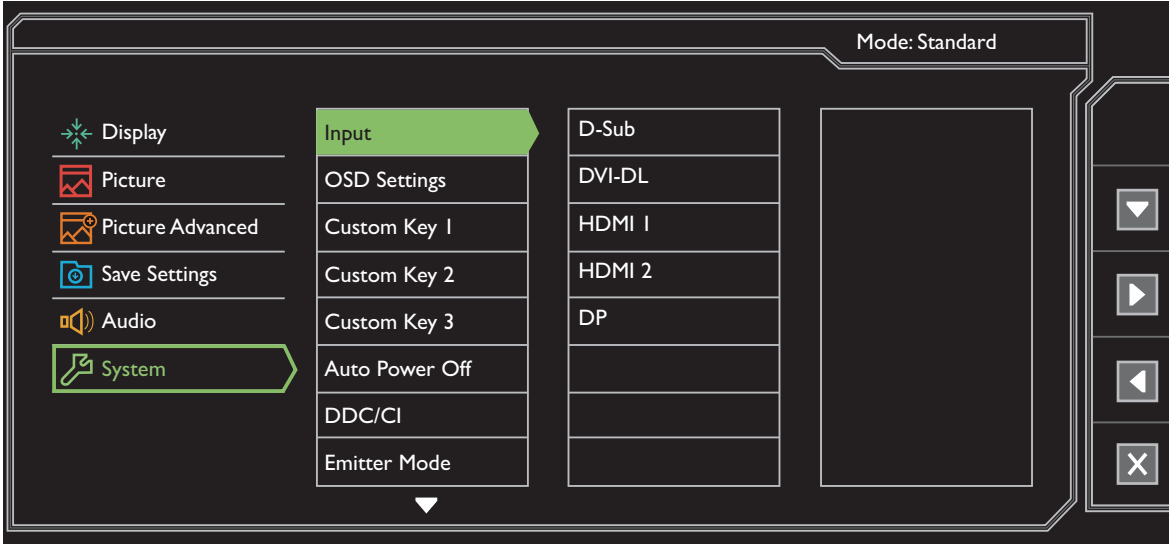 Mode: Standard
Display
Picture
Picture Advanced
Save Settings
Audio
System
Input
OSD Settings
Custom Key 1
Custom Key 2
Custom Key 3
Auto Power Off
DDC/CI
Emitter Mode
D-Sub
DVI-DL
HDMI 1
HDMI 2
DP